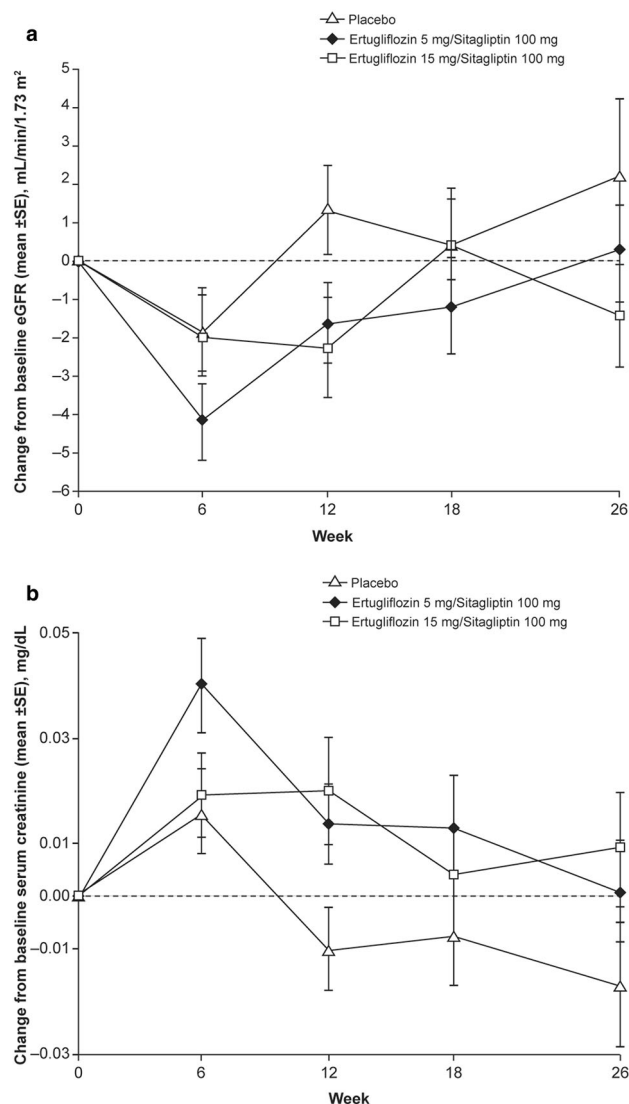 a
Placebo
Ertugliflozin 5 mg/Sitagliptin 100 mg
Ertugliflozin 15 mg/Sitagliptin 100 mg
Change from baseline eGFR (mean ±SE), mL/min/1.73 m²
5
4
3
2
1
0
–1
–2
–3
–4
–5
–6
0 6 12 18 26
Week
b
Placebo
Ertugliflozin 5 mg/Sitagliptin 100 mg
Ertugliflozin 15 mg/Sitagliptin 100 mg
Change from baseline serum creatinine (mean ±SE), mg/dL
0.05
0.03
0.01
0.00
–0.01
–0.03
0 6 12 18 26
Week